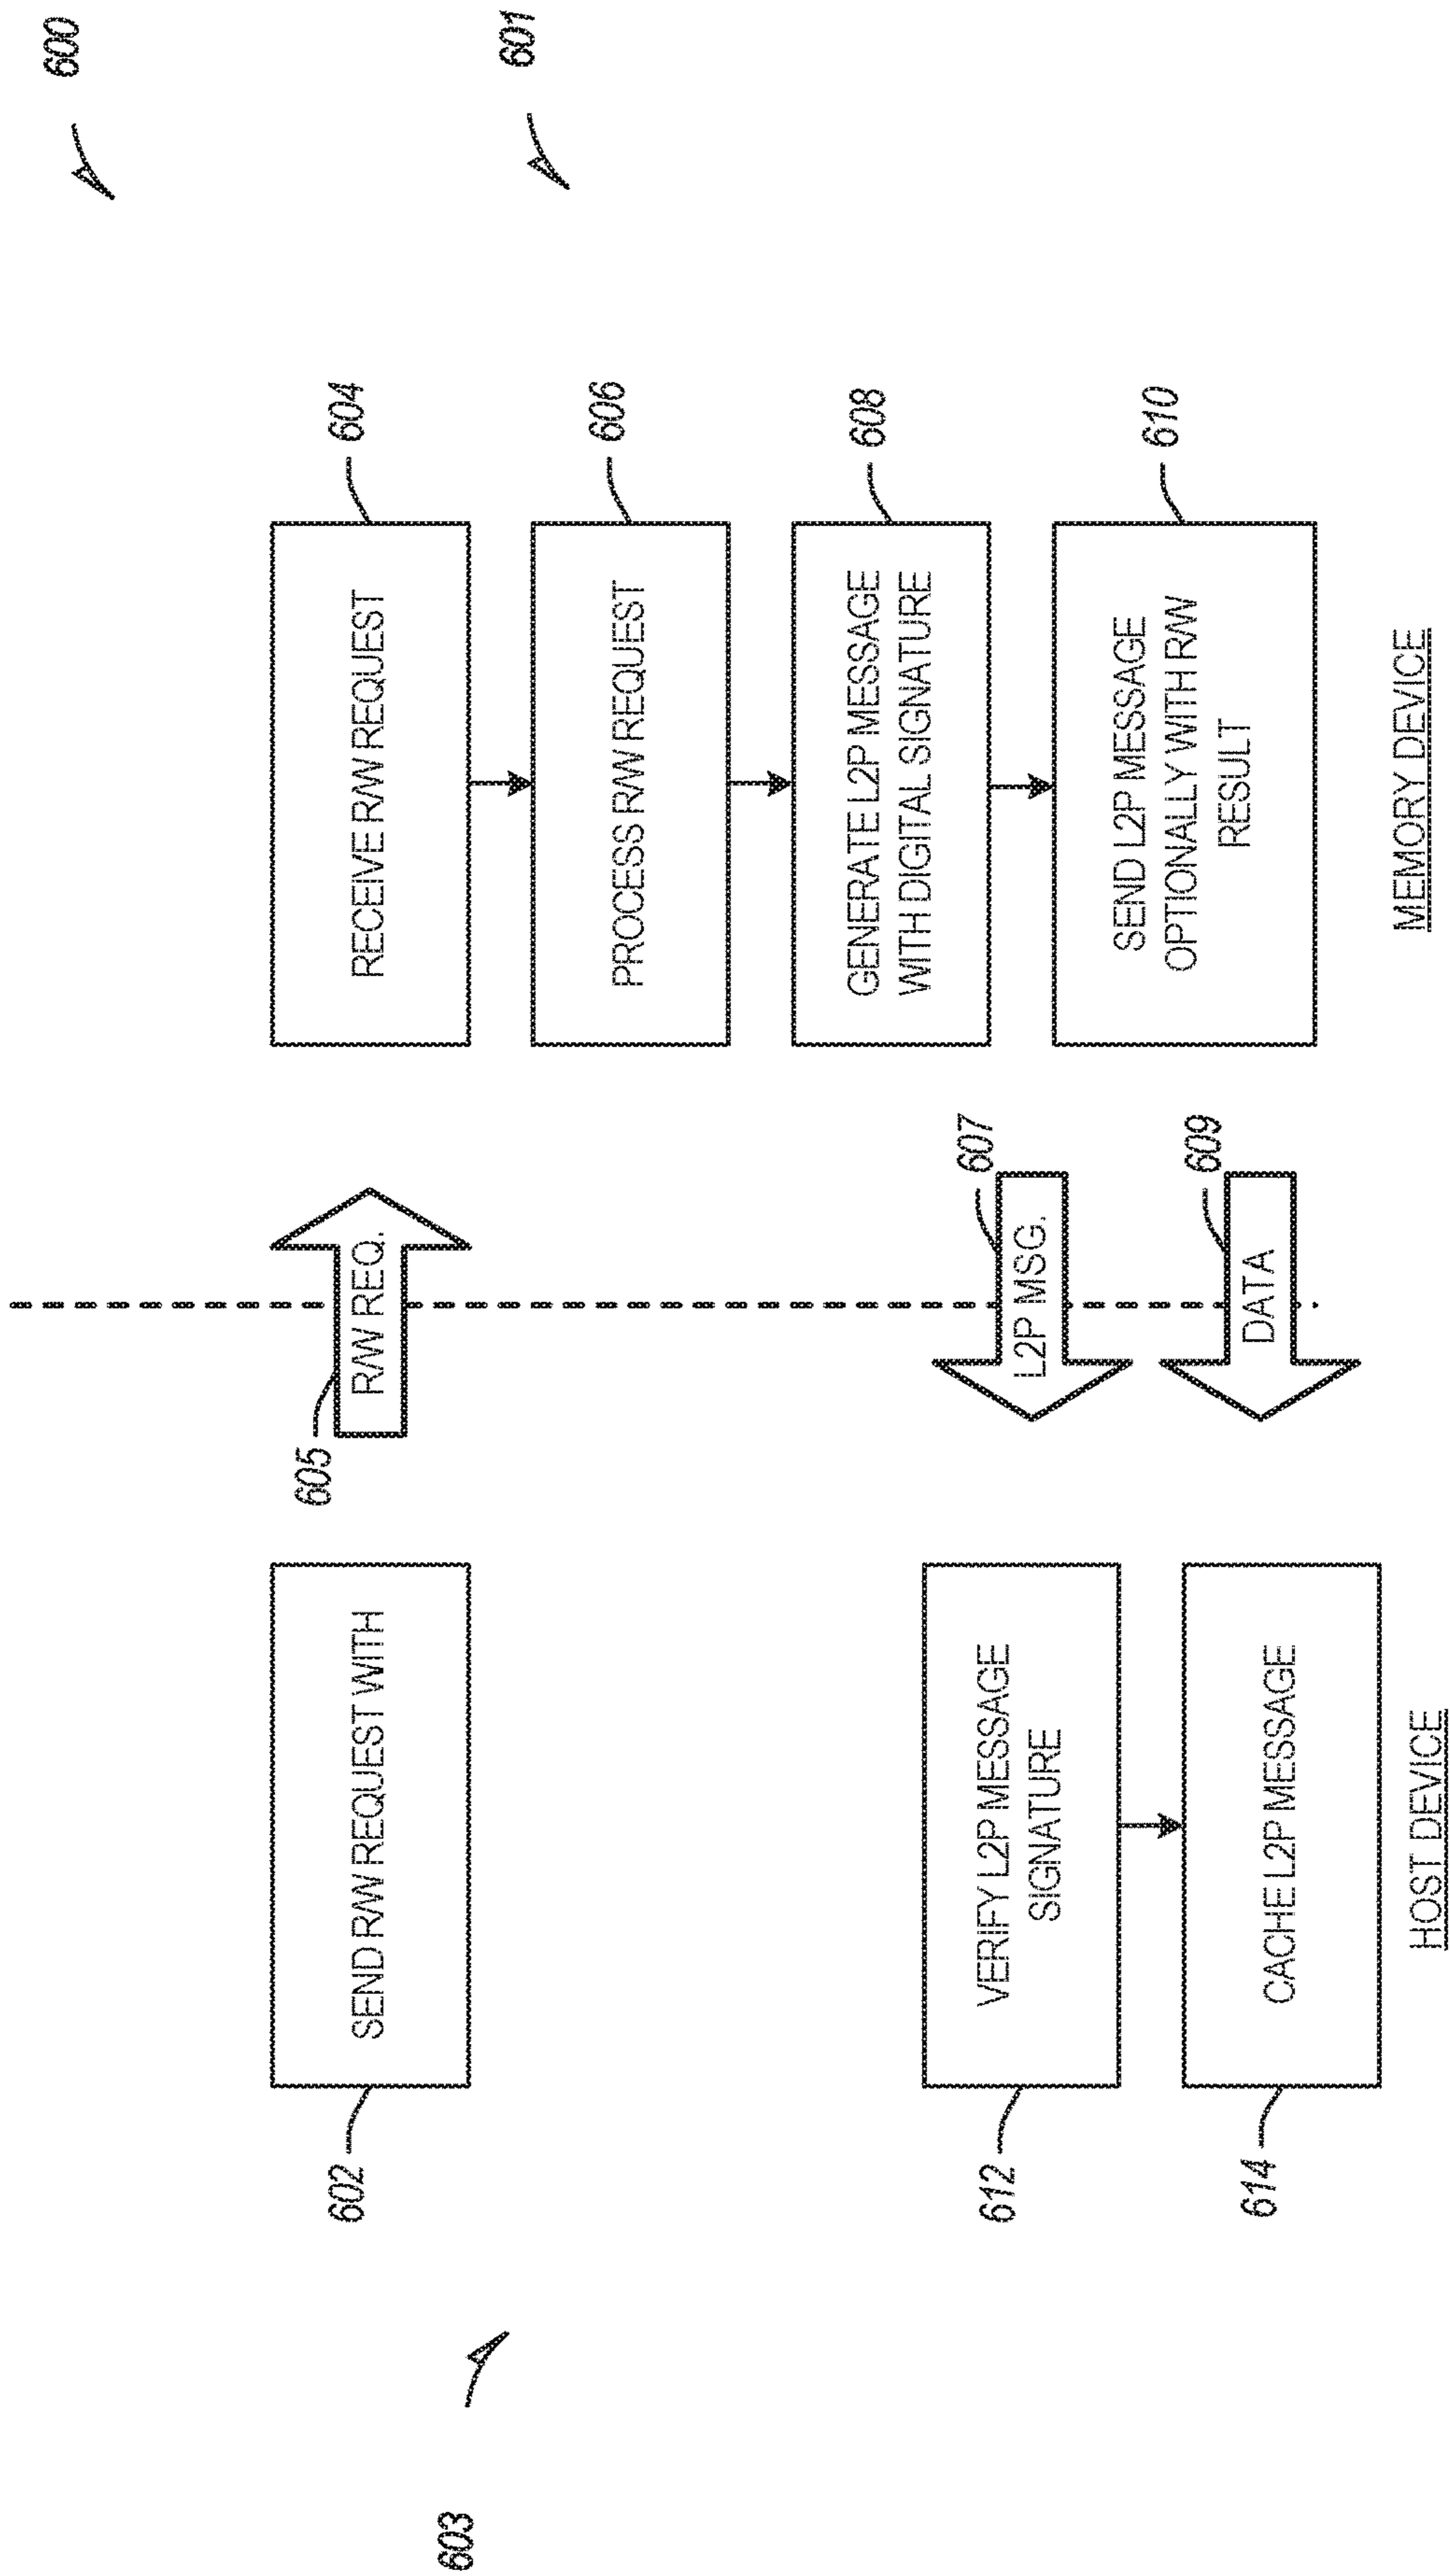 600
601
603
602
SEND R/W REQUEST WITH
605
R/W REQ.
604
RECEIVE R/W REQUEST
606
PROCESS R/W REQUEST
608
GENERATE L2P MESSAGE
WITH DIGITAL SIGNATURE
610
SEND L2P MESSAGE
OPTIONALLY WITH R/W
RESULT
607
L2P MSG.
609
DATA
612
VERIFY L2P MESSAGE
SIGNATURE
614
CACHE L2P MESSAGE
HOST DEVICE
MEMORY DEVICE